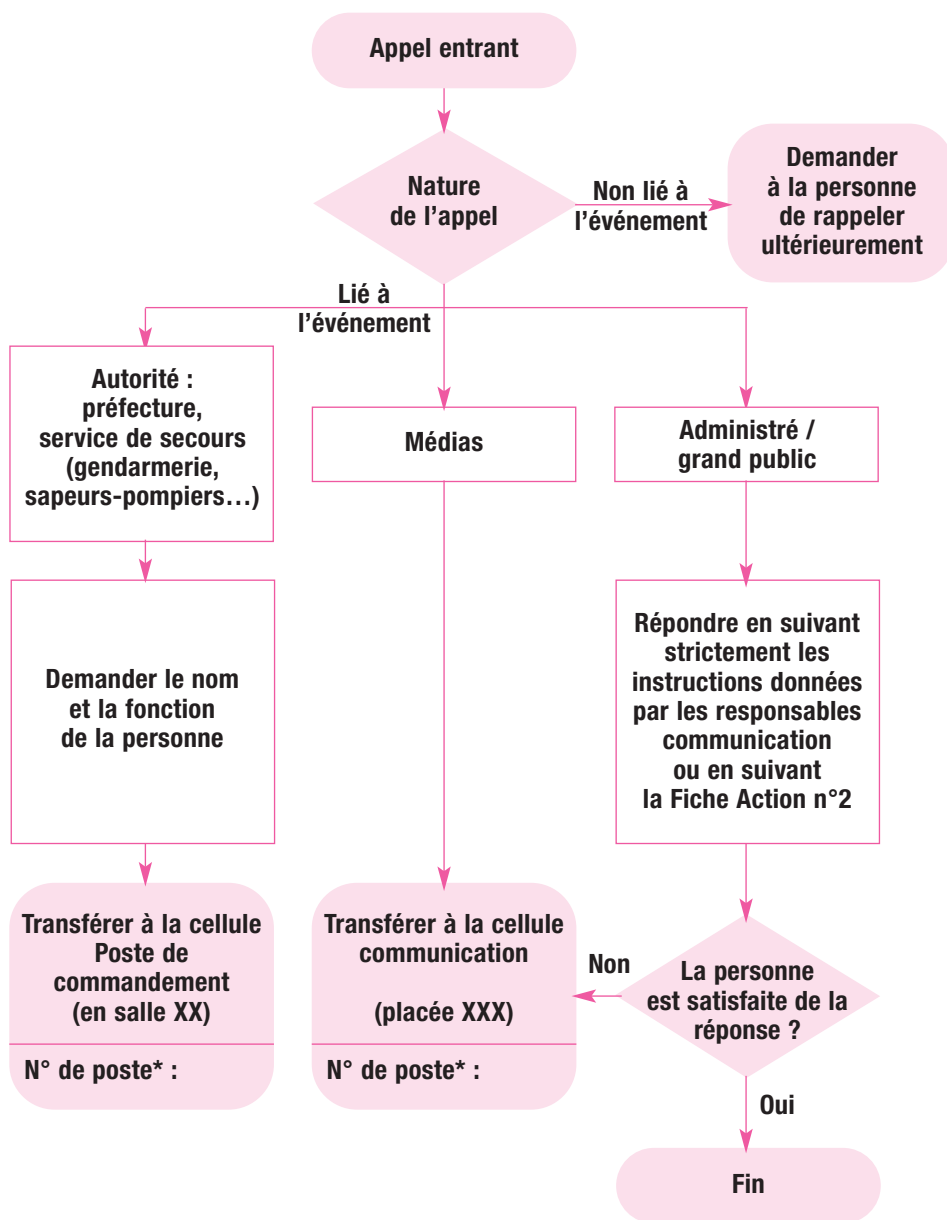 Appel entrant
Nature
de l'appel
Non lié à
l'événement
Demander
à la personne
de rappeler
ultérieurement
Lié à
l'événement
Autorité :
préfecture,
service de secours
(gendarmerie,
sapeurs-pompiers…)
Médias
Administré /
grand public
Demander le nom
et la fonction
de la personne
Répondre en suivant
strictement les
instructions données
par les responsables
communication
ou en suivant
la Fiche Action n°2
Transférer à la cellule
Poste de
commandement
(en salle XX)
N° de poste* :
Transférer à la cellule
communication
(placée XXX)
N° de poste* :
Non
La personne
est satisfaite de la
réponse ?
Oui
Fin